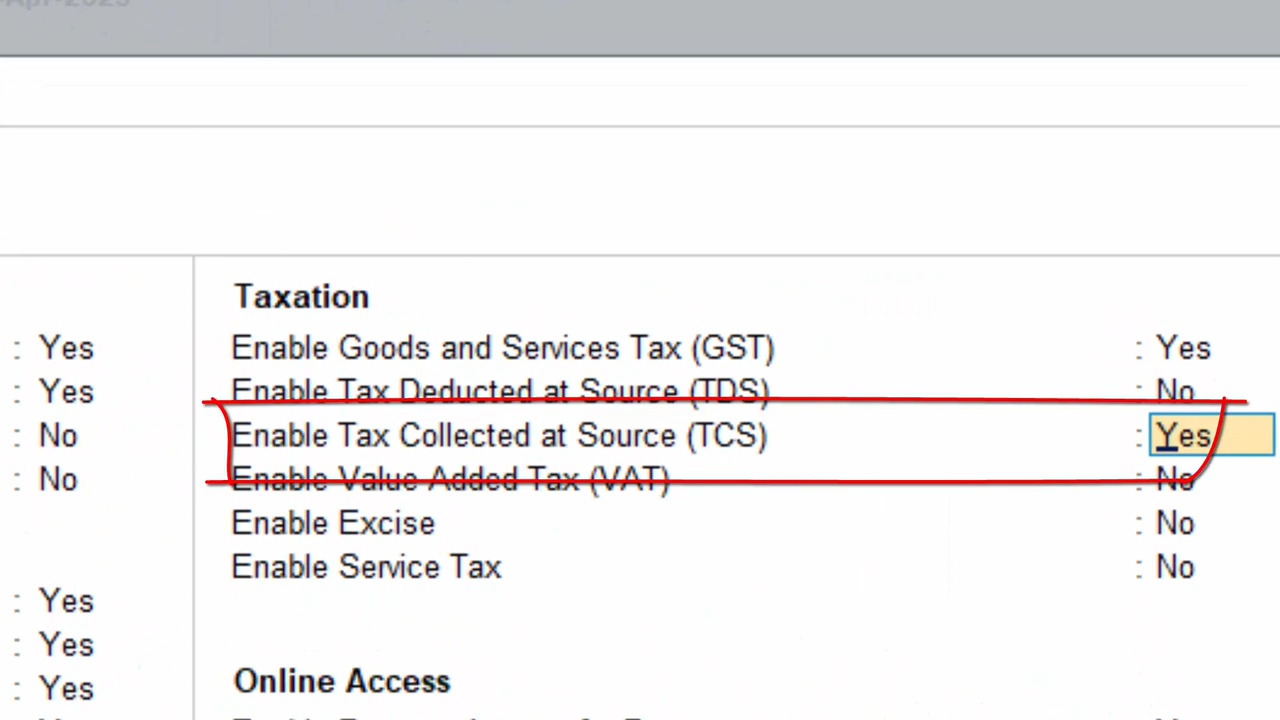 Taxation
: Yes
Enable Goods and Services Tax (GST) : Yes
: Yes
Enable Tax Deducted at Source (TDS) : No
: No
Enable Tax Collected at Source (TCS) : Yes
: No
Enable Value Added Tax (VAT) : No
Enable Excise : No
Enable Service Tax : No
: Yes
: Yes
: Yes
Online Access